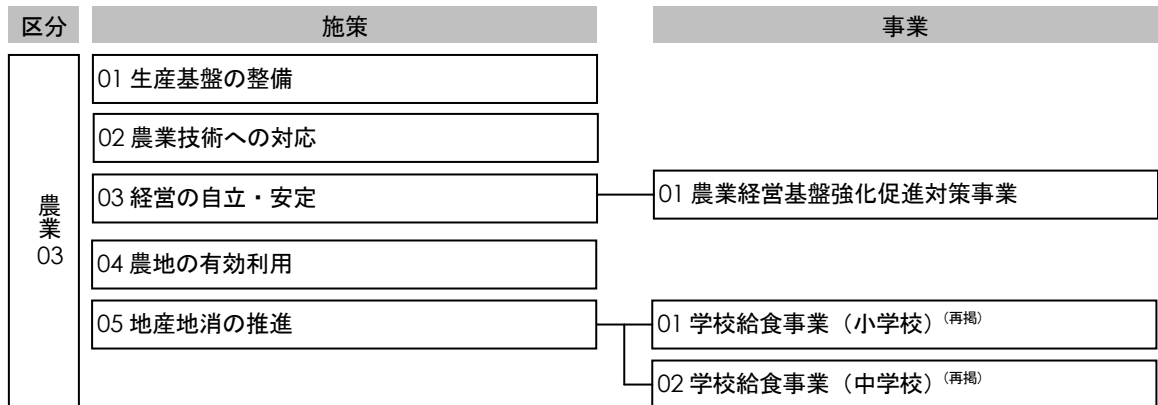 区分 施策 事業
農業 03
01 生産基盤の整備
02 農業技術への対応
03 経営の自立・安定 01 農業経営基盤強化促進対策事業
04 農地の有効利用
05 地産地消の推進 01 学校給食事業（小学校）（再掲）
02 学校給食事業（中学校）（再掲）